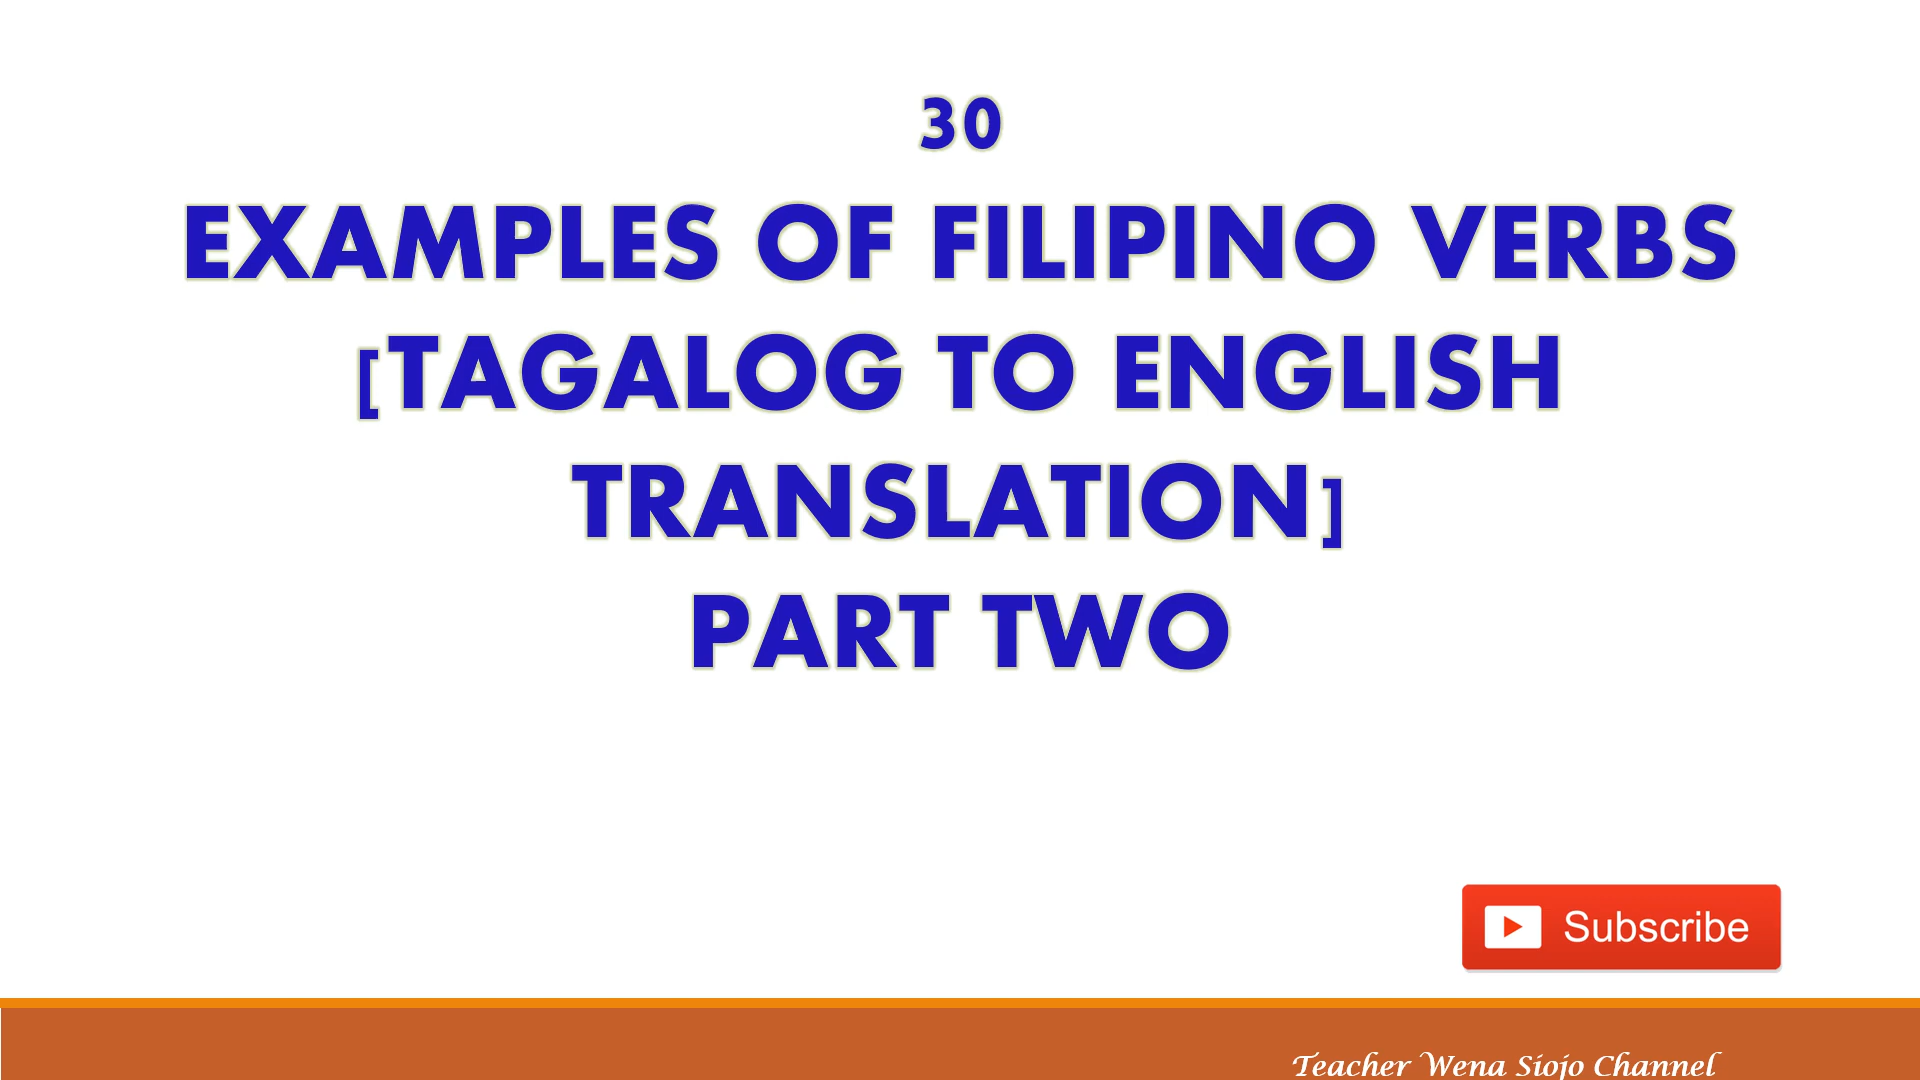 30
EXAMPLES OF FILIPINO VERBS
[TAGALOG TO ENGLISH
TRANSLATION]
PART TWO
Subscribe
Teacher Wena Siojo Channel